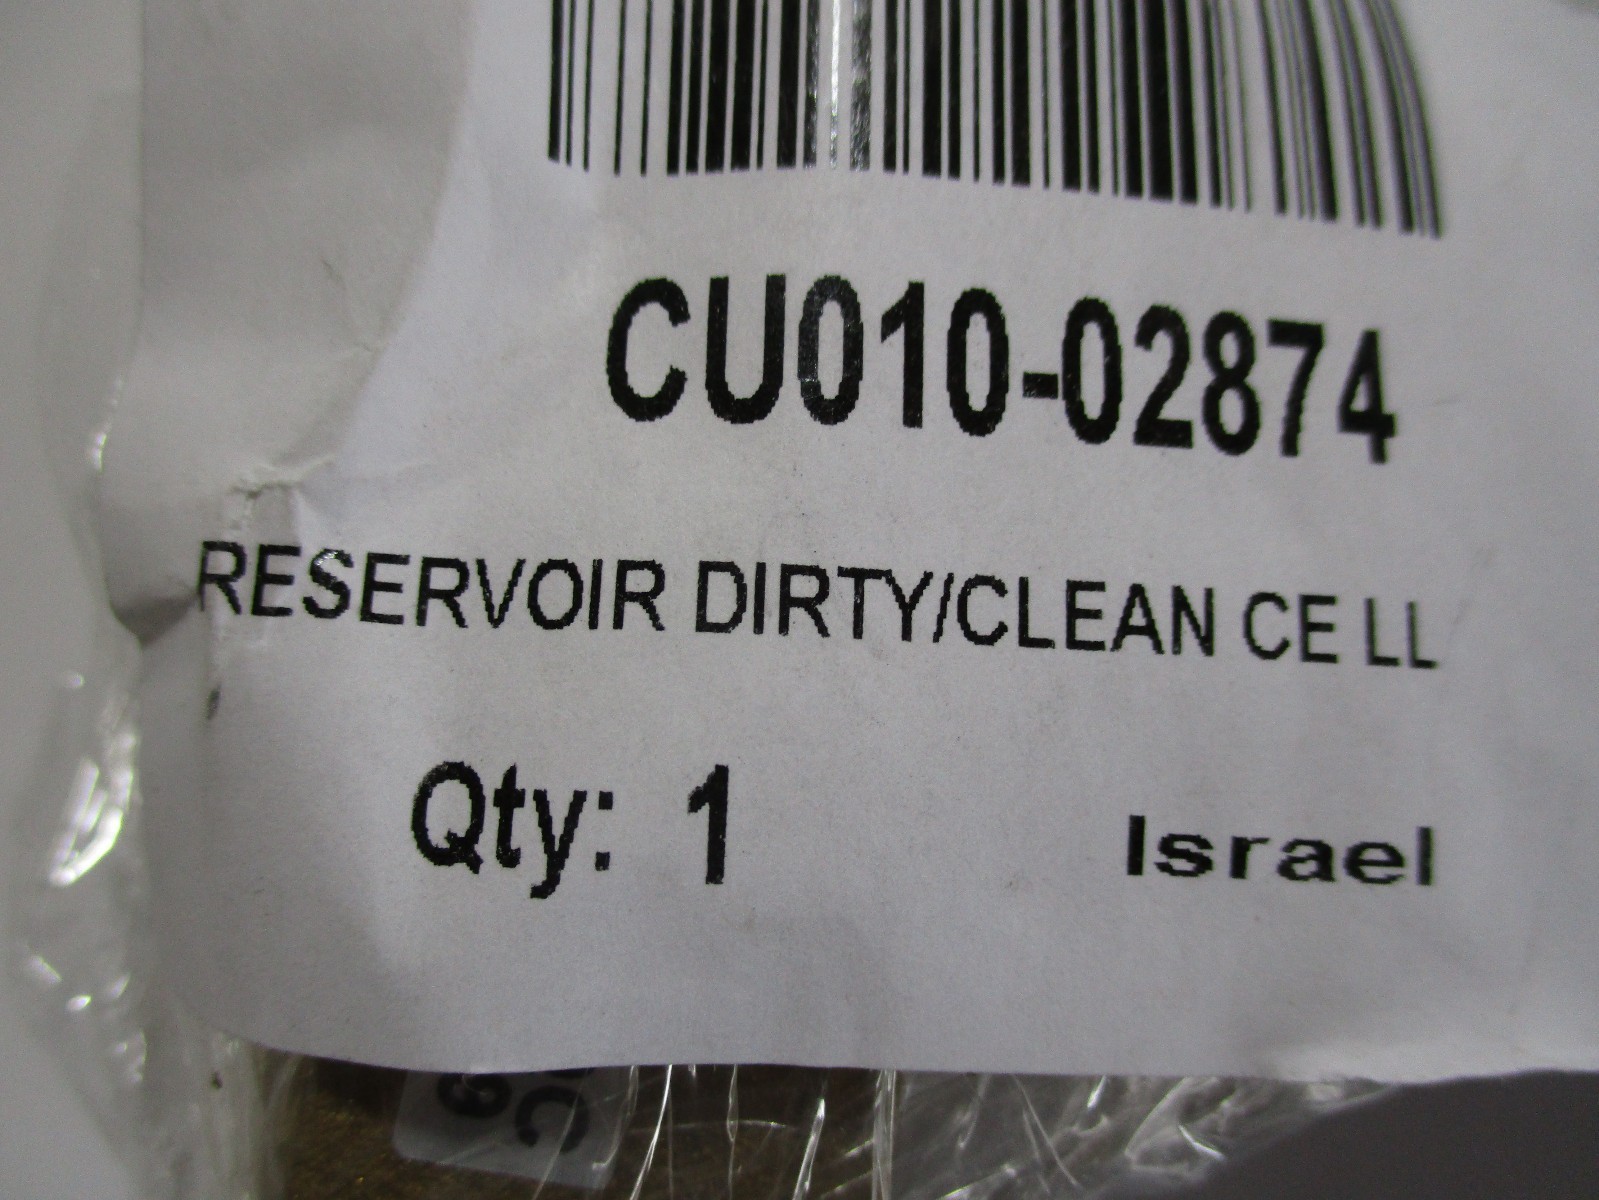 CU010-02874
RESERVOIR DIRTY/CLEAN CE LL
Qty: 1
Israel